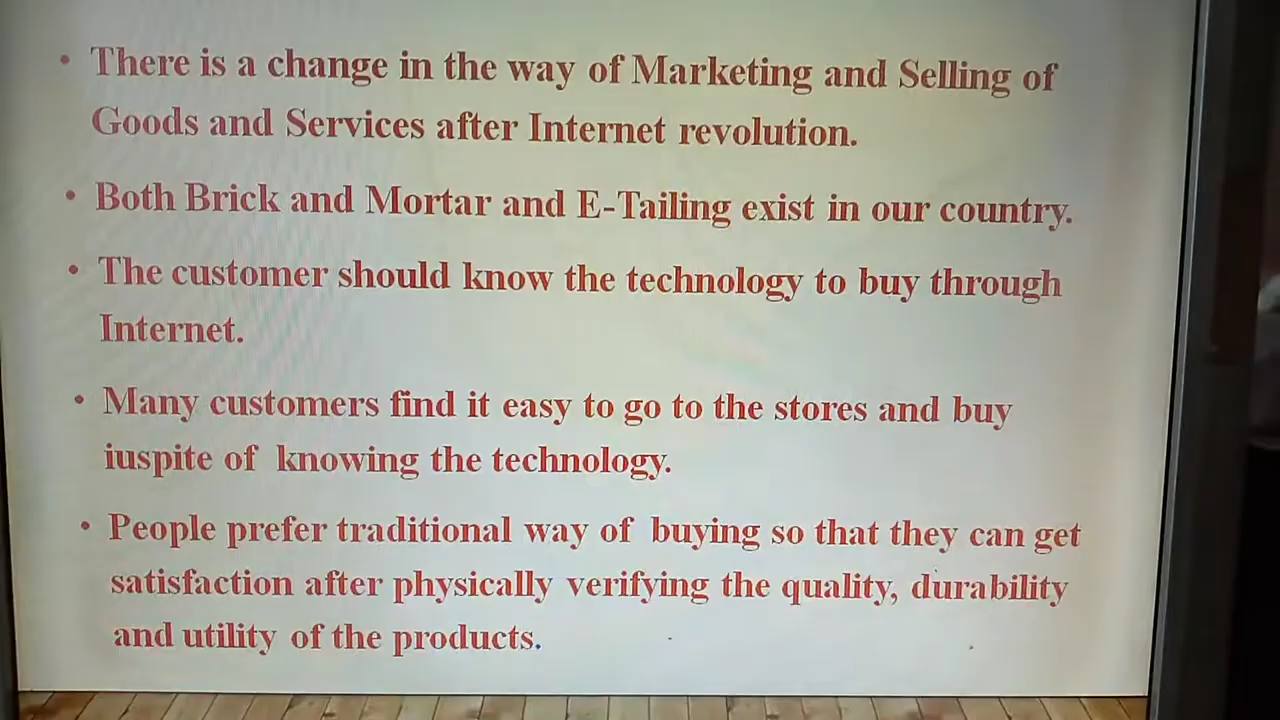 • There is a change in the way of Marketing and Selling of
Goods and Services after Internet revolution.
• Both Brick and Mortar and E-Tailing exist in our country.
• The customer should know the technology to buy through
Internet.
• Many customers find it easy to go to the stores and buy
iuspite of knowing the technology.
• People prefer traditional way of buying so that they can get
satisfaction after physically verifying the quality, durability
and utility of the products.